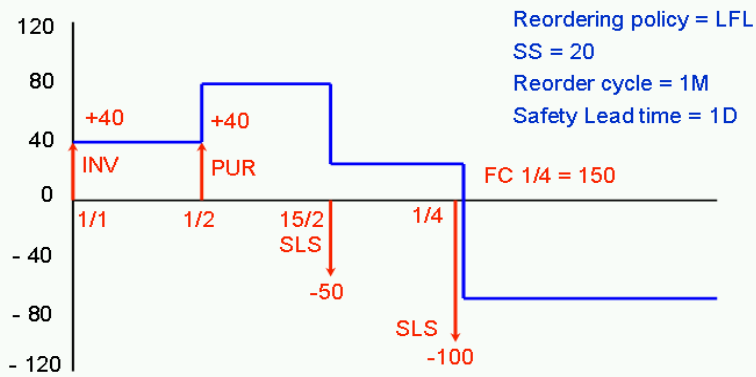 120
Reordering policy = LFL
SS = 20
80
Reorder cycle = 1M
+40
+40
Safety Lead time = 1D
40
INV
PUR
FC 1/4 = 150
0
1/1
1/2
15/2
1/4
SLS
- 40
-50
- 80
SLS
-100
- 120